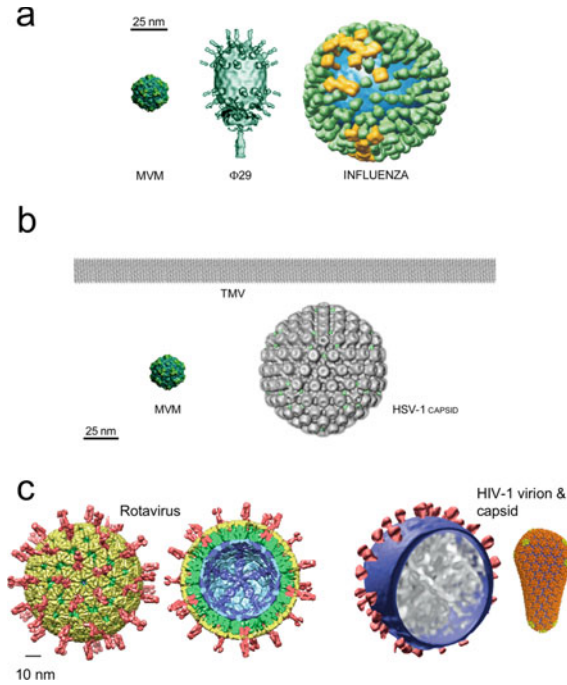 a
25 nm
MVM
Φ29
INFLUENZA
b
TMV
MVM
HSV-1 CAPSID
25 nm
c
Rotavirus
HIV-1 virion &
capsid
10 nm